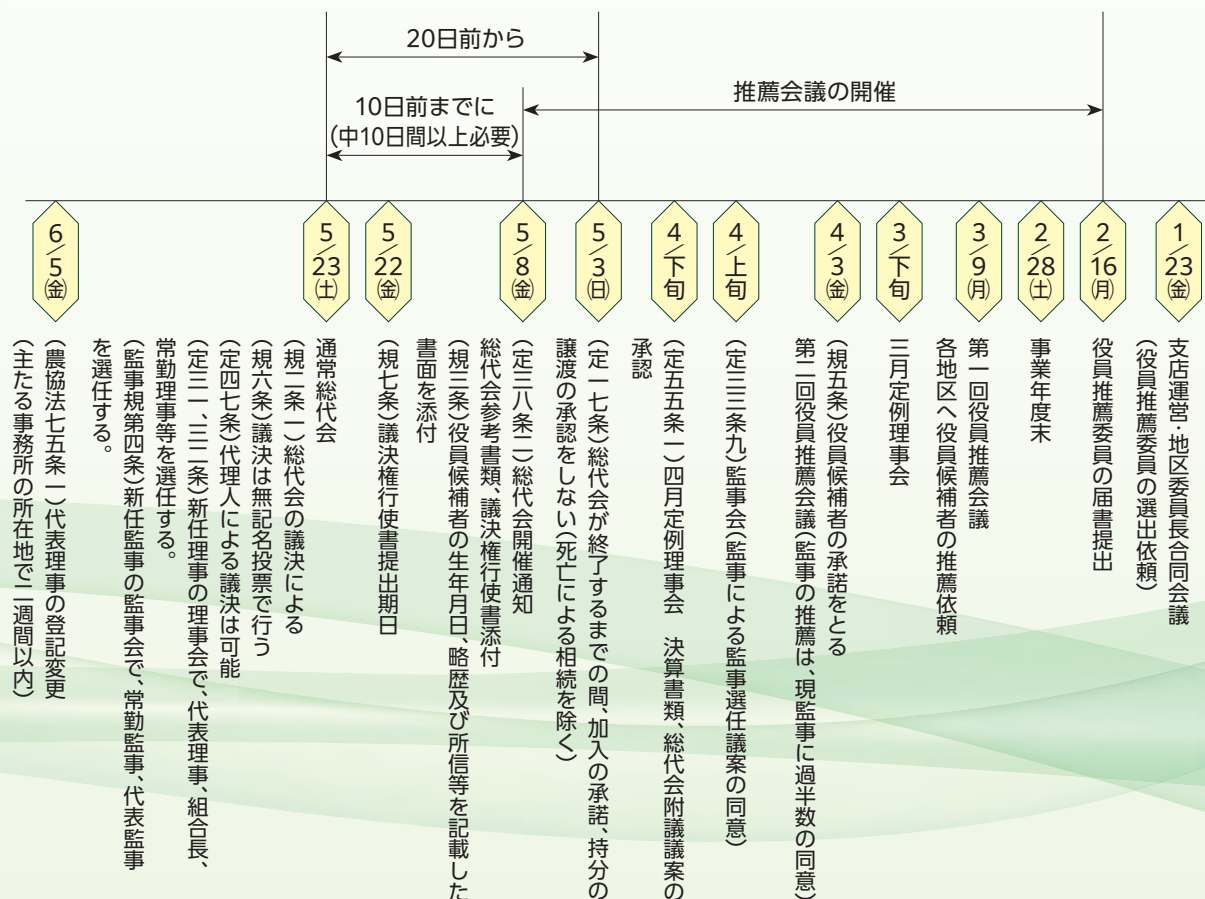 20日前から
推薦会議の開催
10日前までに
(中10日間以上必要)
1/23(金)
支店運営・地区委員長合同会議
(役員推薦委員の選出依頼)
2/16(月)
役員推薦委員の届書提出
2/28(土)
事業年度末
3/9(月)
第一回役員推薦会議
各地区へ役員候補者の推薦依頼
3/下旬
三月定例理事会
4/3(金)
(規五条)役員候補者の承諾をとる
第二回役員推薦会議(監事の推薦は、現監事に過半数の同意)
4/上旬
(定三三条九)監事会(監事による監事選任議案の同意)
4/下旬
(定五五条一)四月定例理事会 決算書類、総代会附議議案の
承認
5/3(日)
(定一七条)総代会が終了するまでの間、加入の承諾、持分の
譲渡の承認をしない(死亡による相続を除く)
5/8(金)
(定三八条二)総代会開催通知
総代会参考書類、議決権行使書添付
(規三条)役員候補者の生年月日、略歴及び所信等を記載した
書面を添付
5/22(金)
(規七条)議決権行使書提出期日
5/23(土)
通常総代会
(規二条一)総代会の議決による
(規六条)議決は無記名投票で行う
(定四七条)代理人による議決は可能
(定三一、三二条)新任理事の理事会で、代表理事、組合長、
常勤理事等を選任する。
(監事規第四条)新任監事の監事会で、常勤監事、代表監事
を選任する。
6/5(金)
(農協法七五条一)代表理事の登記変更
(主たる事務所の所在地で二週間以内)